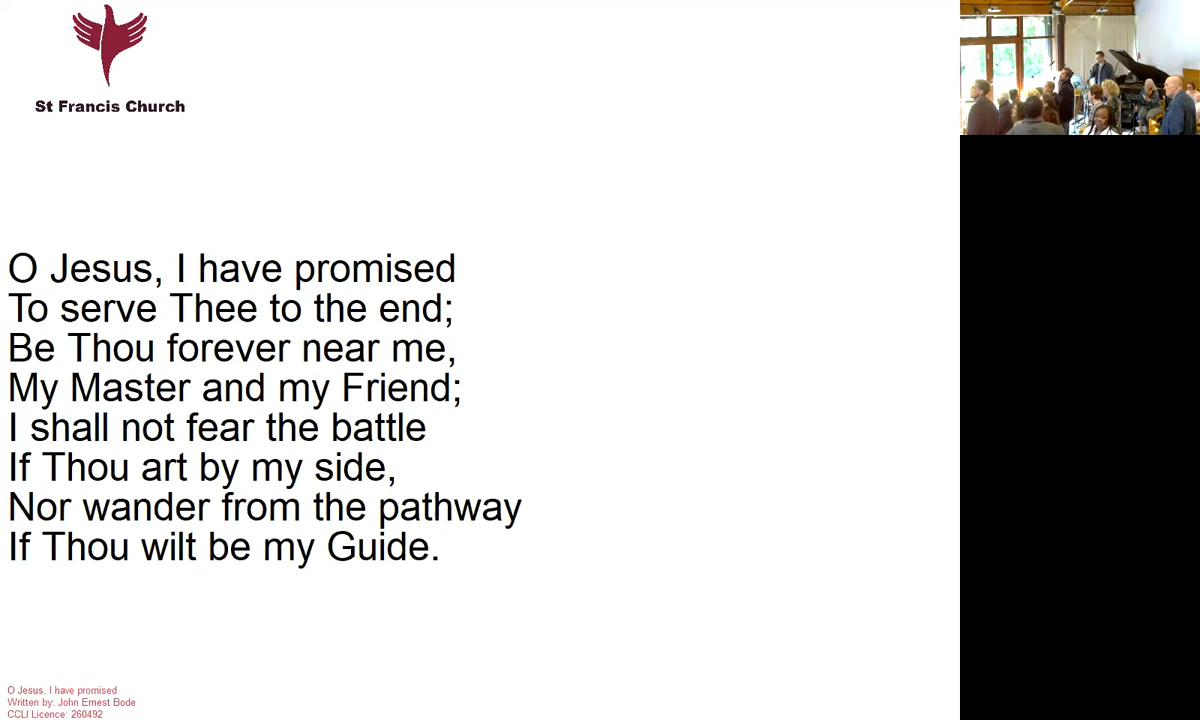 St Francis Church
O Jesus, I have promised
To serve Thee to the end;
Be Thou forever near me,
My Master and my Friend;
I shall not fear the battle
If Thou art by my side,
Nor wander from the pathway
If Thou wilt be my Guide.
O Jesus, I have promised
Written by: John Ernest Bode
CCLI Licence: 260492